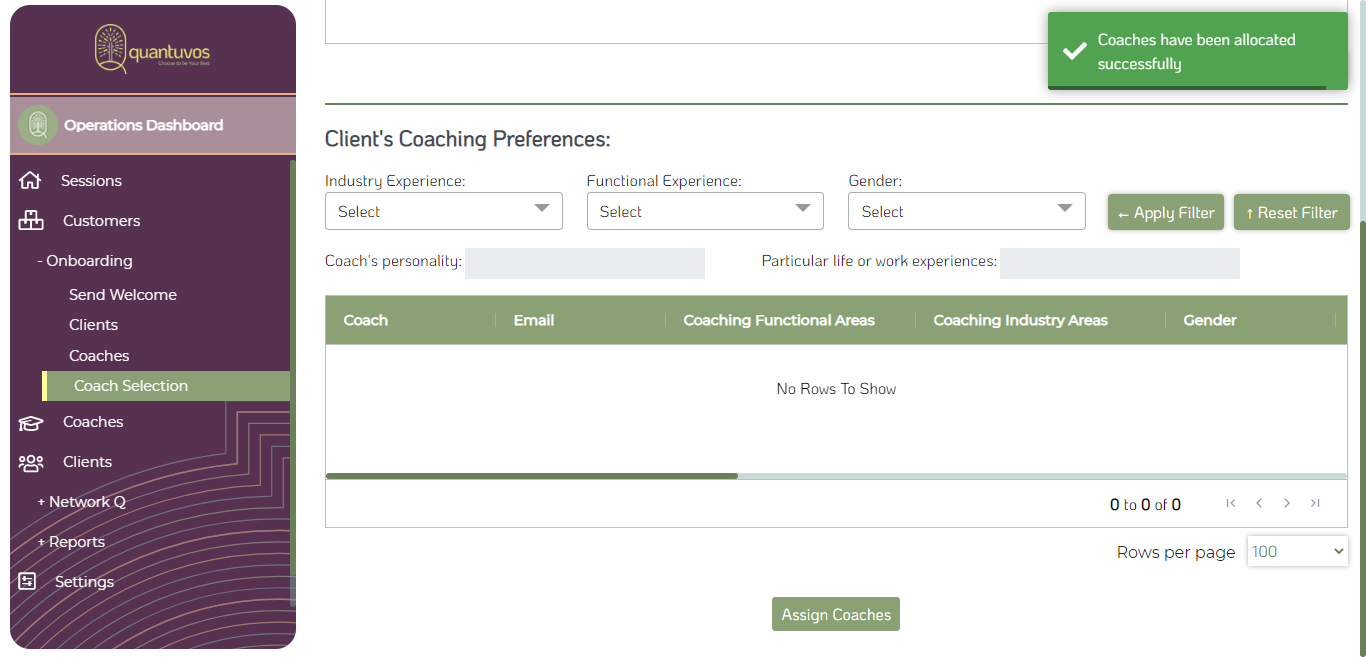 quantuvos
Choose to be Your Best
Operations Dashboard
Sessions
Customers
- Onboarding
Send Welcome
Clients
Coaches
Coach Selection
Coaches
Clients
+ Network Q
+ Reports
Settings
Coaches have been allocated
successfully
Client's Coaching Preferences:
Industry Experience: Functional Experience: Gender:
Select Select Select ← Apply Filter ↑ Reset Filter
Coach's personality: Particular life or work experiences:
Coach Email Coaching Functional Areas Coaching Industry Areas Gender
No Rows To Show
0 to 0 of 0
Rows per page 100
Assign Coaches